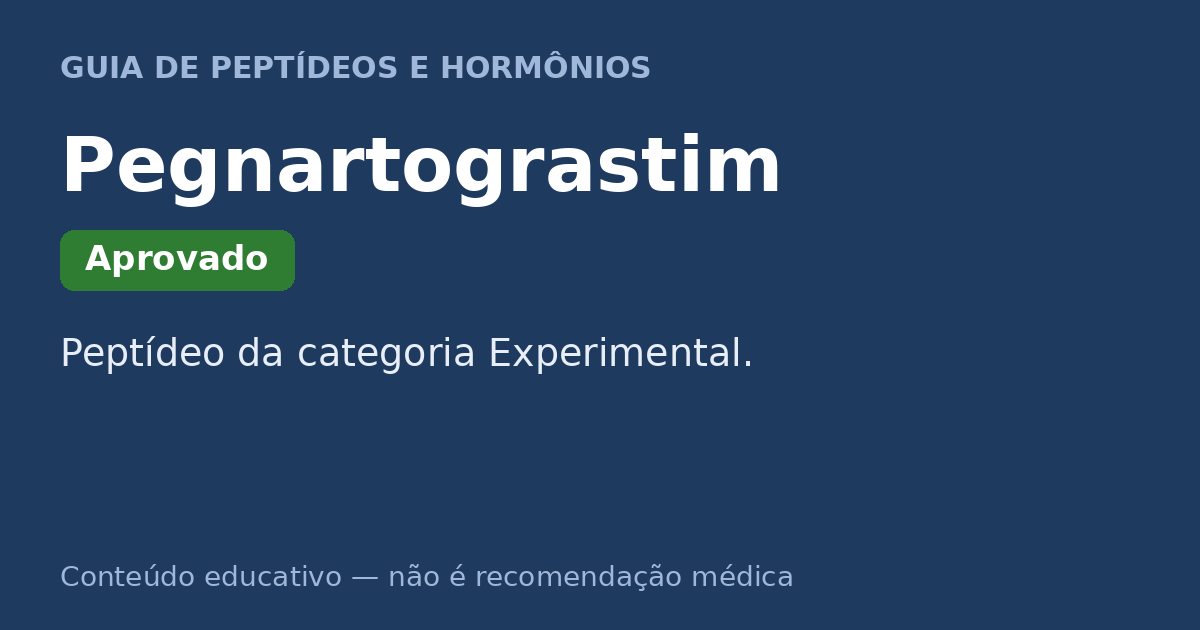 GUIA DE PEPTÍDEOS E HORMÔNIOS
Pegnartograstim
Aprovado
Peptídeo da categoria Experimental.
Conteúdo educativo — não é recomendação médica